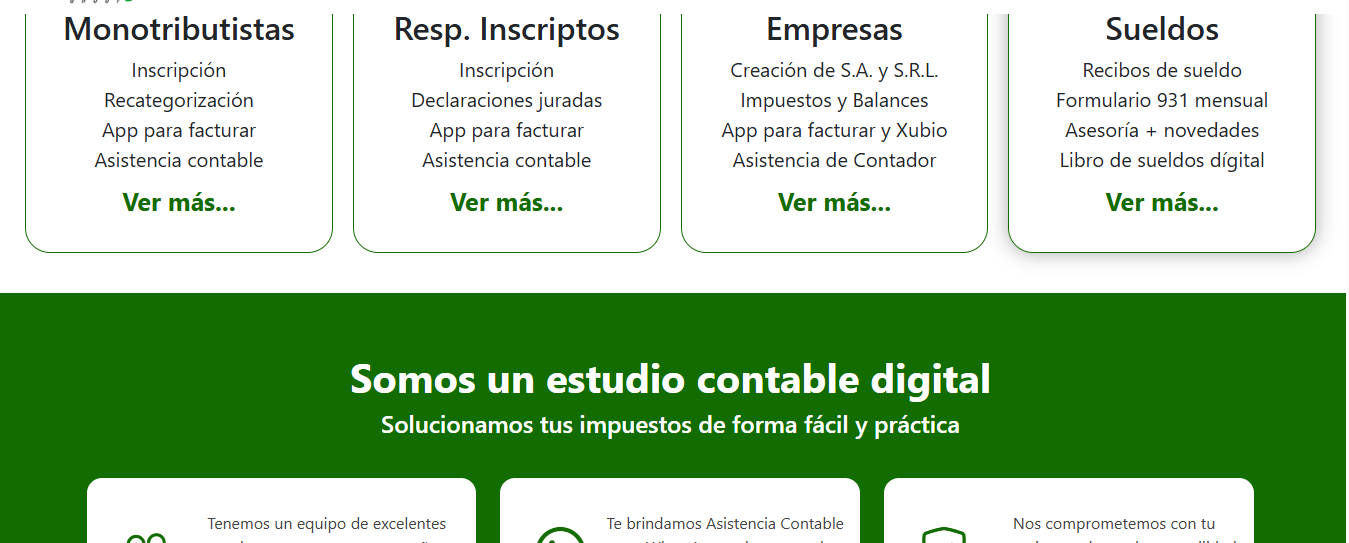 Monotributistas
Inscripción
Recategorización
App para facturar
Asistencia contable
Ver más...
Resp. Inscriptos
Inscripción
Declaraciones juradas
App para facturar
Asistencia contable
Ver más...
Empresas
Creación de S.A. y S.R.L.
Impuestos y Balances
App para facturar y Xubio
Asistencia de Contador
Ver más...
Sueldos
Recibos de sueldo
Formulario 931 mensual
Asesoría + novedades
Libro de sueldos dígital
Ver más...
Somos un estudio contable digital
Solucionamos tus impuestos de forma fácil y práctica
Tenemos un equipo de excelentes
Te brindamos Asistencia Contable
Nos comprometemos con tu